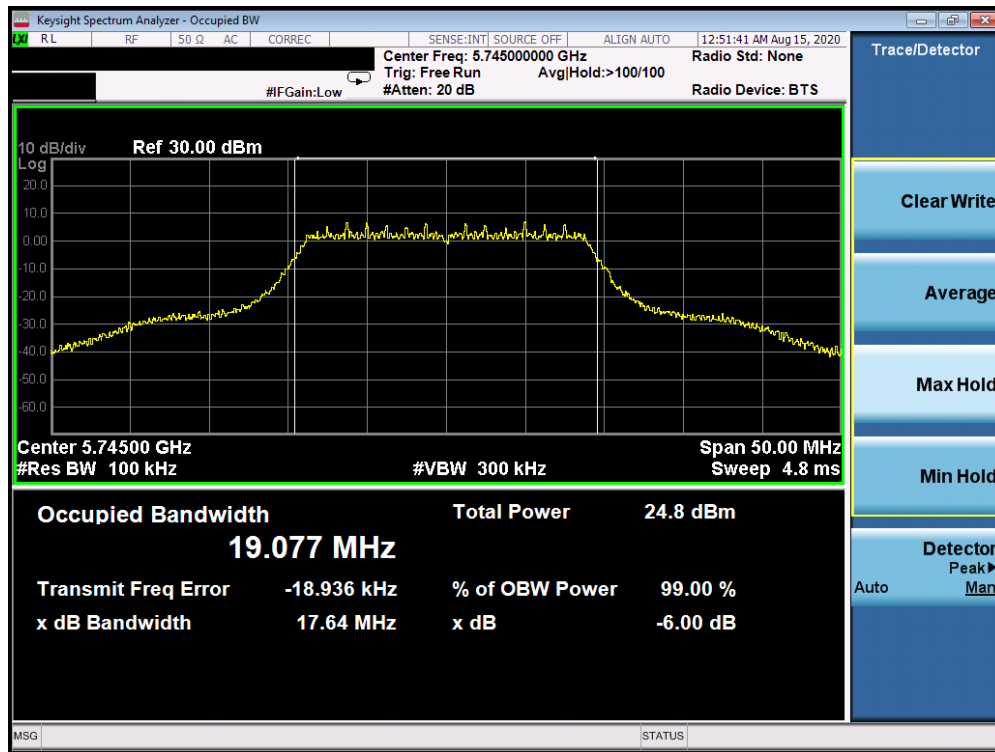 Keysight Spectrum Analyzer - Occupied BW
LXI RL RF 50 Ω AC CORREC SENSE:INT SOURCE OFF ALIGN AUTO 12:51:41 AM Aug 15, 2020
Center Freq: 5.745000000 GHz Radio Std: None
Trig: Free Run Avg|Hold:>100/100
#IFGain:Low #Atten: 20 dB Radio Device: BTS
Trace/Detector
10 dB/div Ref 30.00 dBm
Log
20.0
10.0
0.00
-10.0
-20.0
-30.0
-40.0
-50.0
-60.0
Center 5.74500 GHz Span 50.00 MHz
#Res BW 100 kHz #VBW 300 kHz Sweep 4.8 ms
Occupied Bandwidth Total Power 24.8 dBm
19.077 MHz
Transmit Freq Error -18.936 kHz % of OBW Power 99.00 %
x dB Bandwidth 17.64 MHz x dB -6.00 dB
Clear Write
Average
Max Hold
Min Hold
Detector
Peak▶
Auto Man
MSG STATUS